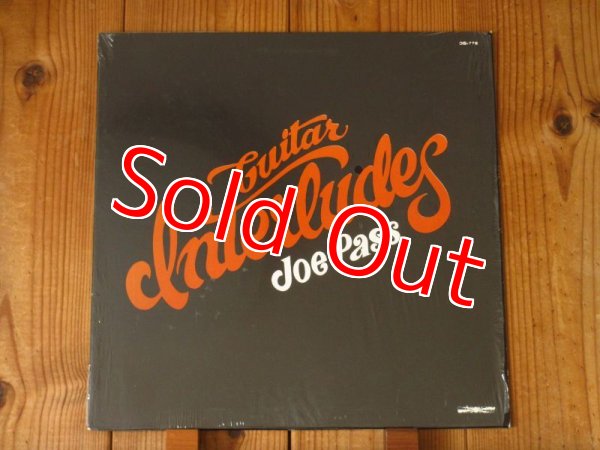 Guitar
Interludes
Joe Pass
Sold Out